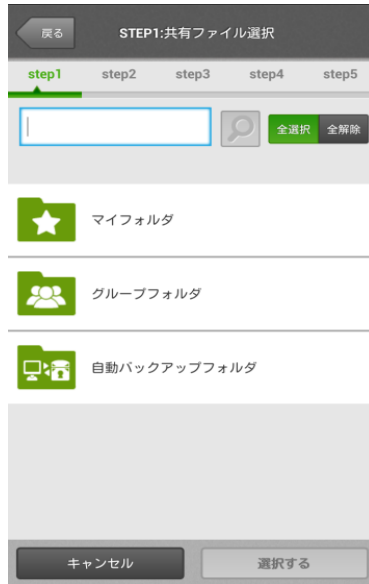 戻る
STEP1:共有ファイル選択
step1 step2 step3 step4 step5
全選択 全解除
マイフォルダ
グループフォルダ
自動バックアップフォルダ
キャンセル 選択する